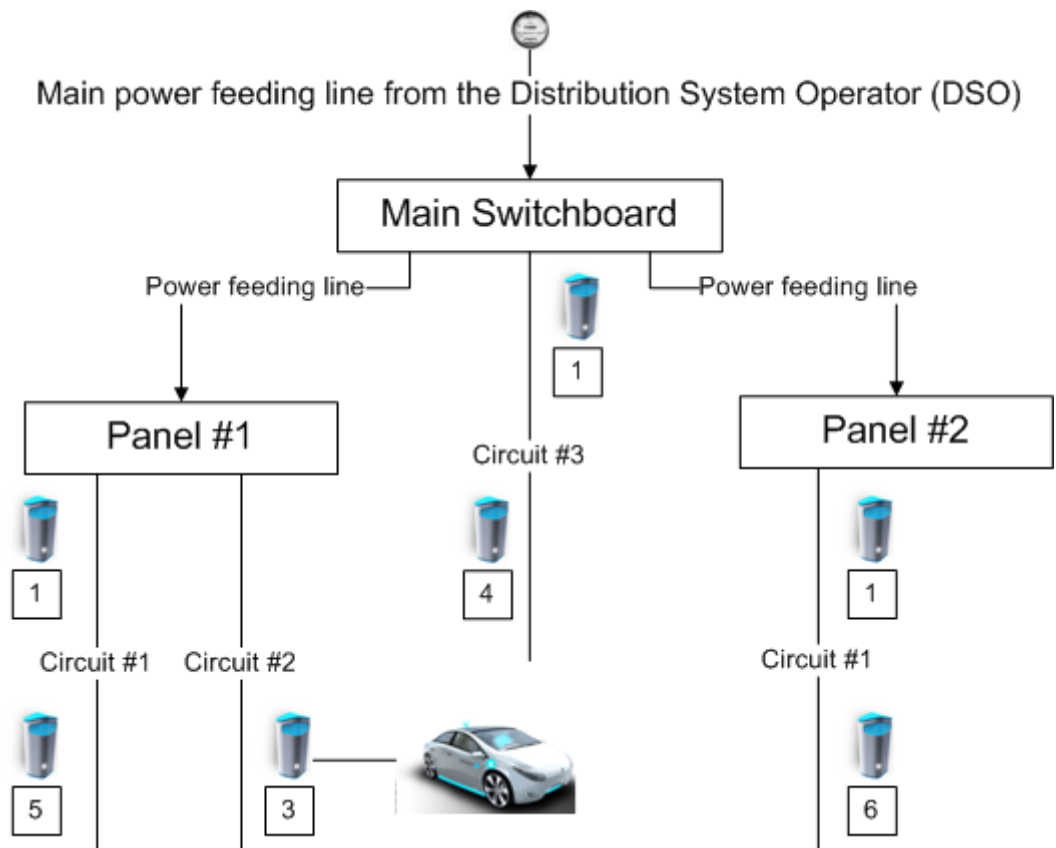 Main power feeding line from the Distribution System Operator (DSO)
Main Switchboard
Power feeding line
Power feeding line
1
Panel #1
Circuit #3
Panel #2
1
4
1
Circuit #1
Circuit #2
Circuit #1
5
3
6